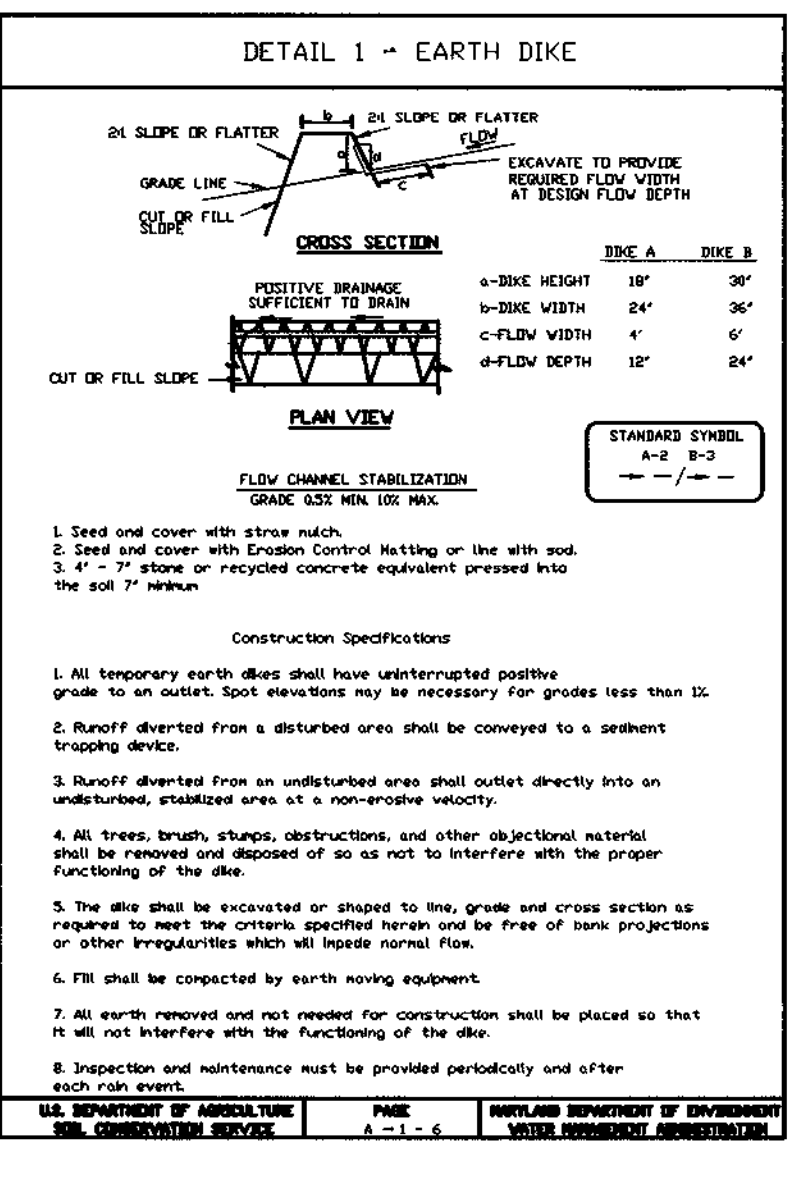 DETAIL 1 - EARTH DIKE
b
2:1 SLOPE OR FLATTER
2:1 SLOPE OR FLATTER
FLOW
a
d
EXCAVATE TO PROVIDE
REQUIRED FLOW WIDTH
AT DESIGN FLOW DEPTH
GRADE LINE
c
CUT OR FILL
SLOPE
CROSS SECTION
DIKE A DIKE B
a-DIKE HEIGHT 18" 30"
b-DIKE WIDTH 24" 36"
c-FLOW WIDTH 4' 6'
d-FLOW DEPTH 12" 24"
POSITIVE DRAINAGE
SUFFICIENT TO DRAIN
CUT OR FILL SLOPE
PLAN VIEW
STANDARD SYMBOL
A-2 B-3
/
FLOW CHANNEL STABILIZATION
GRADE 0.5% MIN. 10% MAX.
1. Seed and cover with straw mulch.
2. Seed and cover with Erosion Control Matting or line with sod.
3. 4" - 7" stone or recycled concrete equivalent pressed into
the soil 7" minimum
Construction Specifications
1. All temporary earth dikes shall have uninterrupted positive
grade to an outlet. Spot elevations may be necessary for grades less than 1%.
2. Runoff diverted from a disturbed area shall be conveyed to a sediment
trapping device.
3. Runoff diverted from an undisturbed area shall outlet directly into an
undisturbed, stabilized area at a non-erosive velocity.
4. All trees, brush, stumps, obstructions, and other objectional material
shall be removed and disposed of so as not to interfere with the proper
functioning of the dike.
5. The dike shall be excavated or shaped to line, grade and cross section as
required to meet the criteria specified herein and be free of bank projections
or other irregularities which will impede normal flow.
6. Fill shall be compacted by earth moving equipment.
7. All earth removed and not needed for construction shall be placed so that
it will not interfere with the functioning of the dike.
8. Inspection and maintenance must be provided periodically and after
each rain event.
U.S. DEPARTMENT OF AGRICULTURE
SOIL CONSERVATION SERVICE
PAGE
A - 1 - 6
MARYLAND DEPARTMENT OF ENVIRONMENT
WATER MANAGEMENT ADMINISTRATION